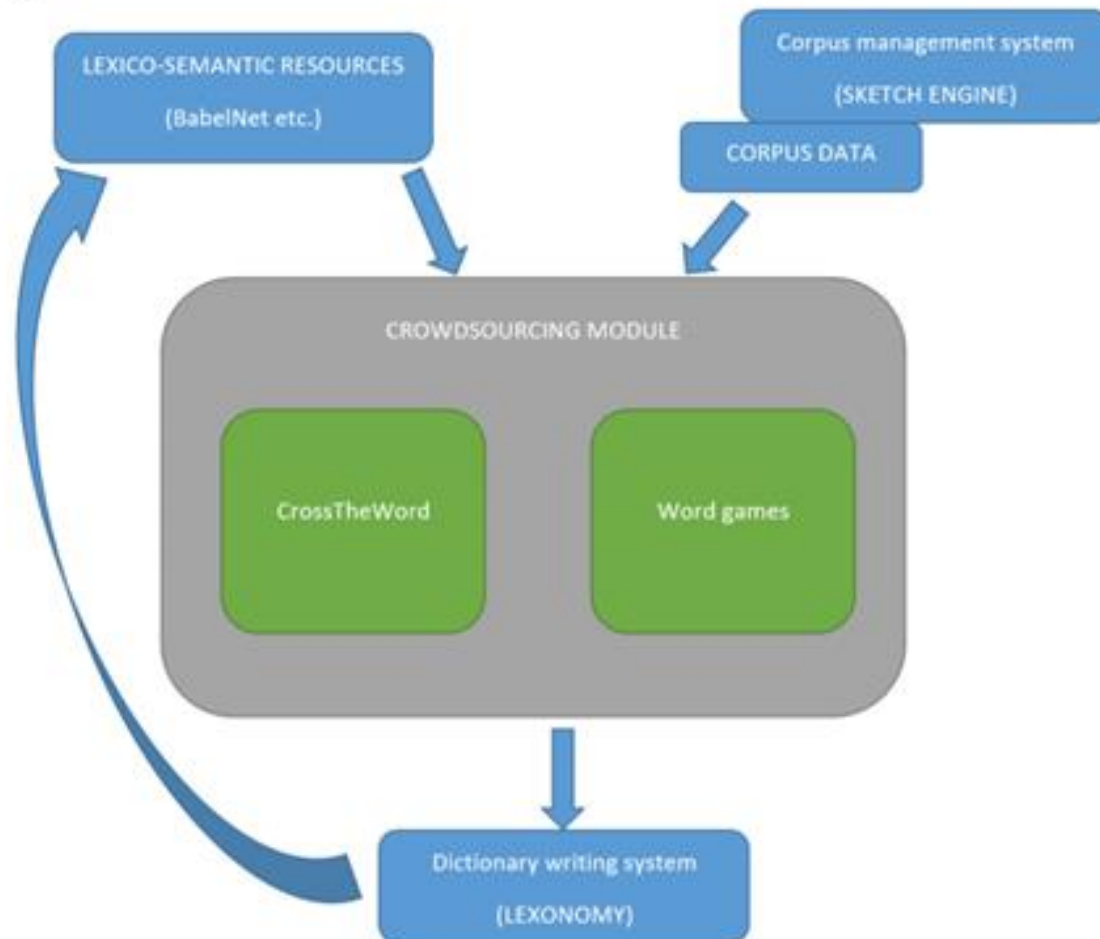 LEXICO-SEMANTIC RESOURCES
(BabelNet etc.)
Corpus management system
(SKETCH ENGINE)
CORPUS DATA
CROWDSOURCING MODULE
CrossTheWord
Word games
Dictionary writing system
(LEXONOMY)